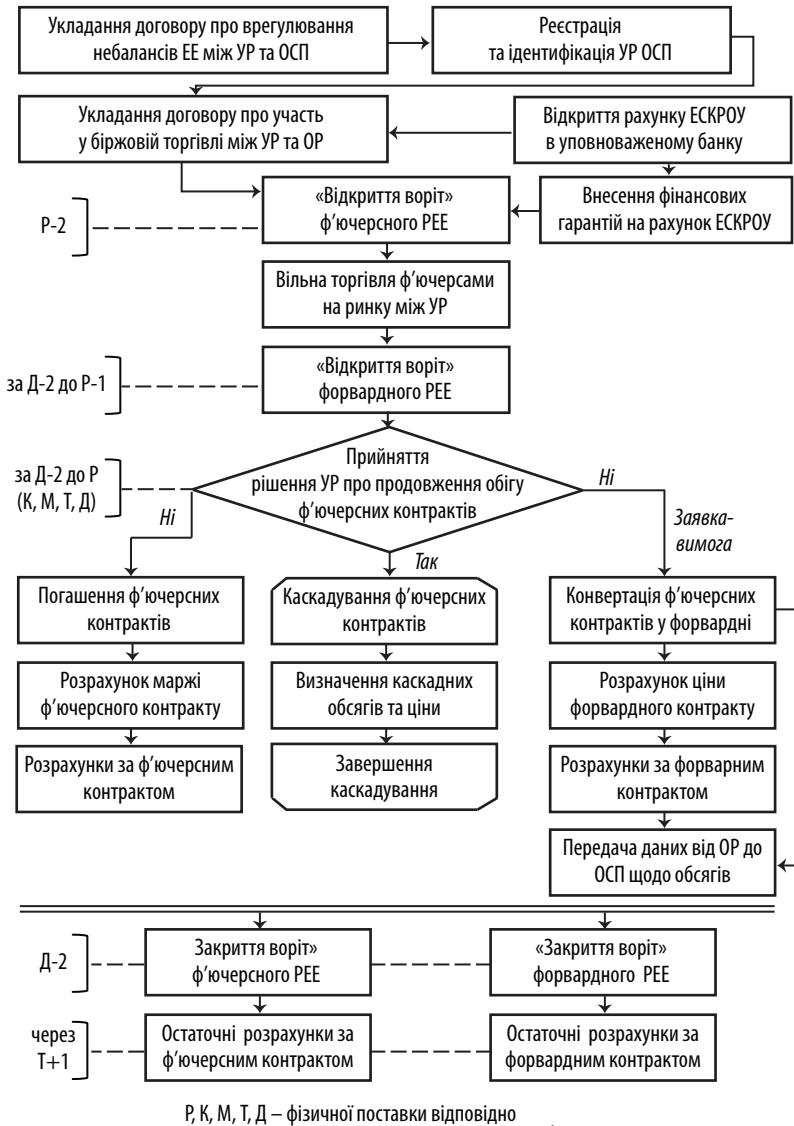 Укладання договору про врегулювання
небалансів ЕЕ між УР та ОСП
Реєстрація
та ідентифікація УР ОСП
Укладання договору про участь
у біржовій торгівлі між УР та ОР
Відкриття рахунку ЕСКРОУ
в уповноваженому банку
Р-2
«Відкриття воріт»
ф'ючерсного РЕЕ
Внесення фінансових
гарантій на рахунок ЕСКРОУ
Вільна торгівля ф'ючерсами
на ринку між УР
за Д-2 до Р-1
«Відкриття воріт»
форвардного РЕЕ
за Д-2 до Р
(К, М, Т, Д)
Прийняття
рішення УР про продовження обігу
ф'ючерсних контрактів
Ні
Ні
Так
Заявка-
вимога
Погашення ф'ючерсних
контрактів
Каскадування ф'ючерсних
контрактів
Конвертація ф'ючерсних
контрактів у форвардні
Розрахунок маржі
ф'ючерсного контракту
Визначення каскадних
обсягів та ціни
Розрахунок ціни
форвардного контракту
Розрахунки за ф'ючерсним
контрактом
Завершення
каскадування
Розрахунки за форварним
контрактом
Передача даних від ОР до
ОСП щодо обсягів
Д-2
Закриття воріт»
ф'ючерсного РЕЕ
«Закриття воріт»
форвардного РЕЕ
через
Т+1
Остаточні розрахунки за
ф'ючерсним контрактом
Остаточні розрахунки за
форвардним контрактом
Р, К, М, Т, Д – фізичної поставки відповідно